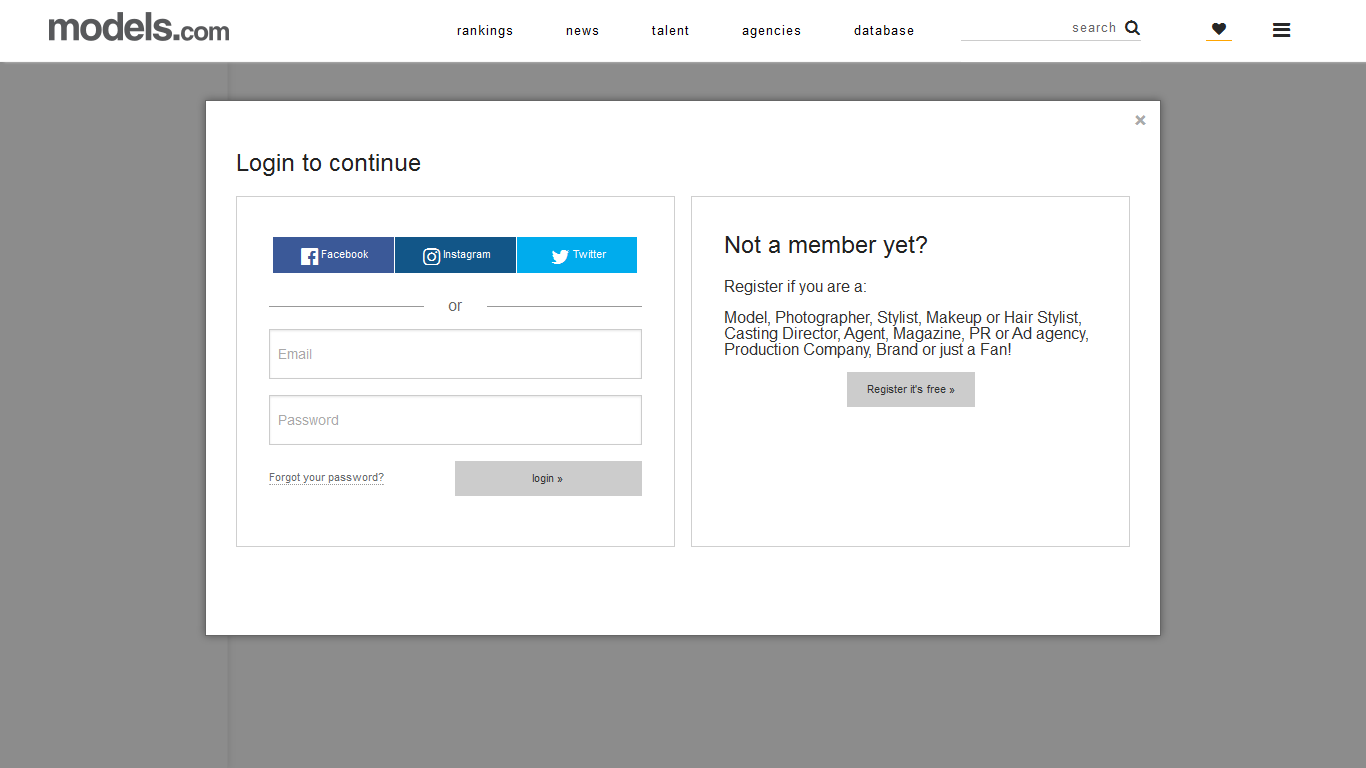 models.com
rankings
news
talent
agencies
database
search
×
Login to continue
Facebook
Instagram
Twitter
or
Email
Password
Forgot your password?
login »
Not a member yet?
Register if you are a:
Model, Photographer, Stylist, Makeup or Hair Stylist,
Casting Director, Agent, Magazine, PR or Ad agency,
Production Company, Brand or just a Fan!
Register it's free »